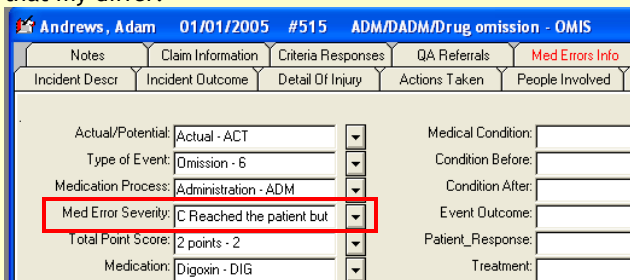 that my differ.
Andrews, Adam 01/01/2005 #515 ADM/DADM/Drug omission - OMIS
Notes Claim Information Criteria Responses QA Referrals Med Errors Info
Incident Descr Incident Outcome Detail Of Injury Actions Taken People Involved
Actual/Potential: Actual - ACT Medical Condition:
Type of Event: Omission - 6 Condition Before:
Medication Process: Administration - ADM Condition After:
Med Error Severity: C Reached the patient but Event Outcome:
Total Point Score: 2 points - 2 Patient_Response:
Medication: Digoxin - DIG Treatment: